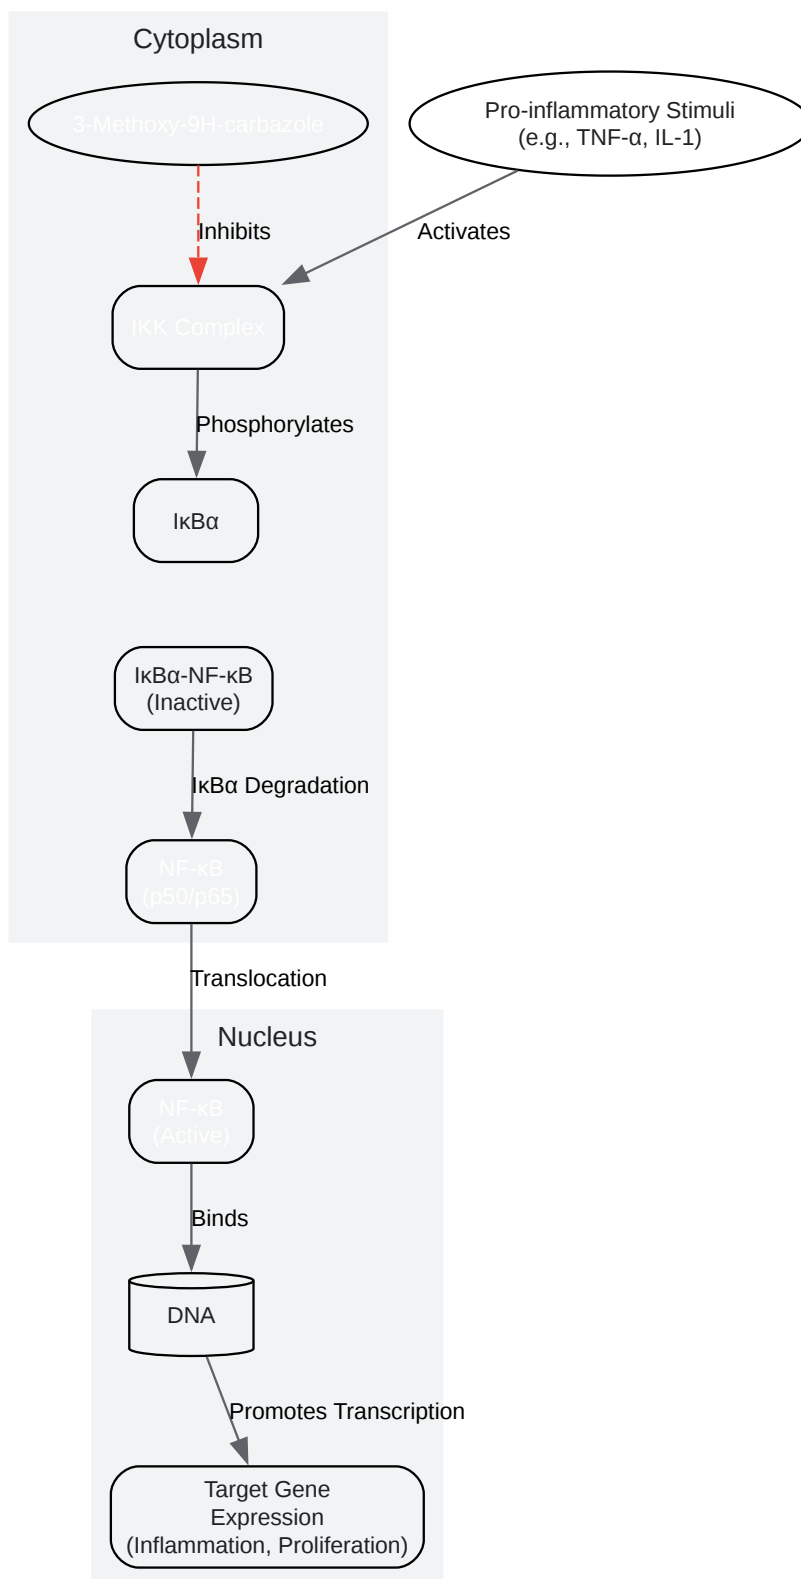 Cytoplasm
3-Methoxy-9H-carbazole
Pro-inflammatory Stimuli
(e.g., TNF-α, IL-1)
Inhibits
Activates
IKK Complex
Phosphorylates
IκBα
IκBα-NF-κB
(Inactive)
IκBα Degradation
NF-κB
(p50/p65)
Translocation
Nucleus
NF-κB
(Active)
Binds
DNA
Promotes Transcription
Target Gene
Expression
(Inflammation, Proliferation)